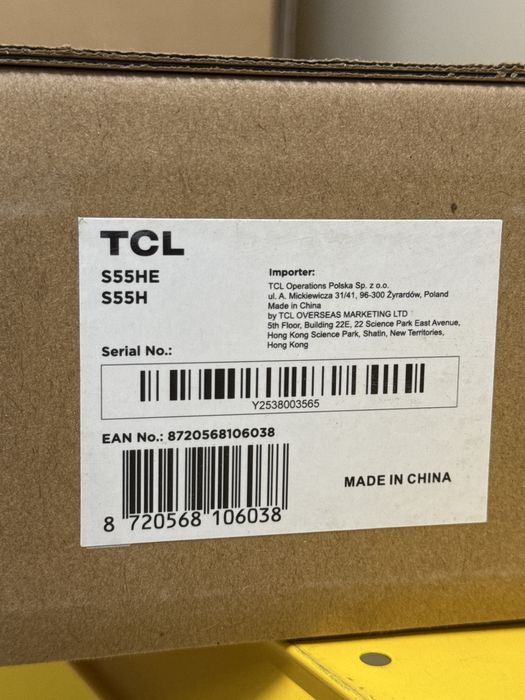 TCL
S55HE
S55H
Importer:
TCL Operations Polska Sp. z o.o.
ul. A. Mickiewicza 31/41, 96-300 Żyrardów, Poland
Made in China
by TCL OVERSEAS MARKETING LTD
5th Floor, Building 22E, 22 Science Park East Avenue,
Hong Kong Science Park, Shatin, New Territories,
Hong Kong
Serial No.:
Y2538003565
EAN No.: 8720568106038
8 720568 106038
MADE IN CHINA